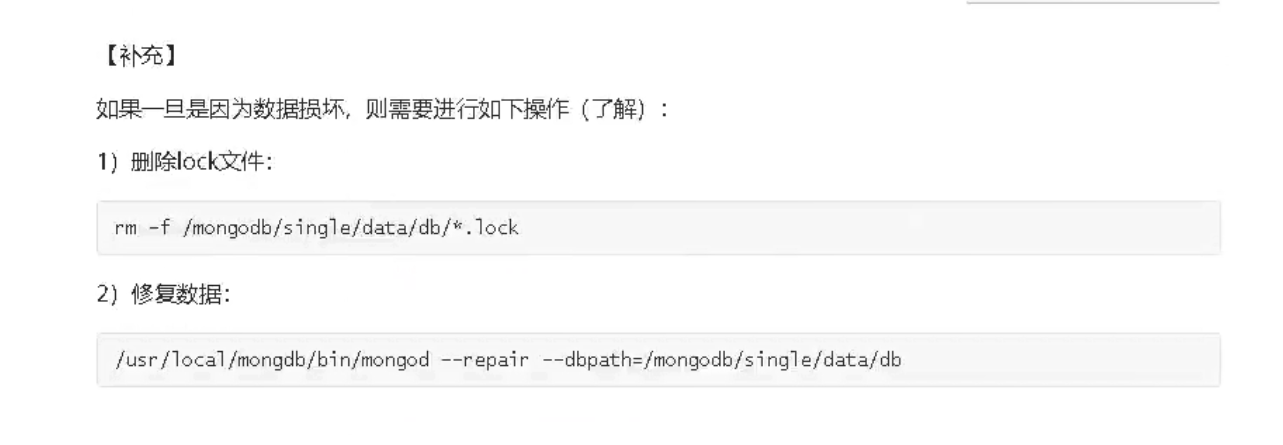 【补充】
如果一旦是因为数据损坏，则需要进行如下操作（了解）：
1）删除lock文件：
rm -f /mongodb/single/data/db/*.lock
2）修复数据：
/usr/local/mongdb/bin/mongod --repair --dbpath=/mongodb/single/data/db